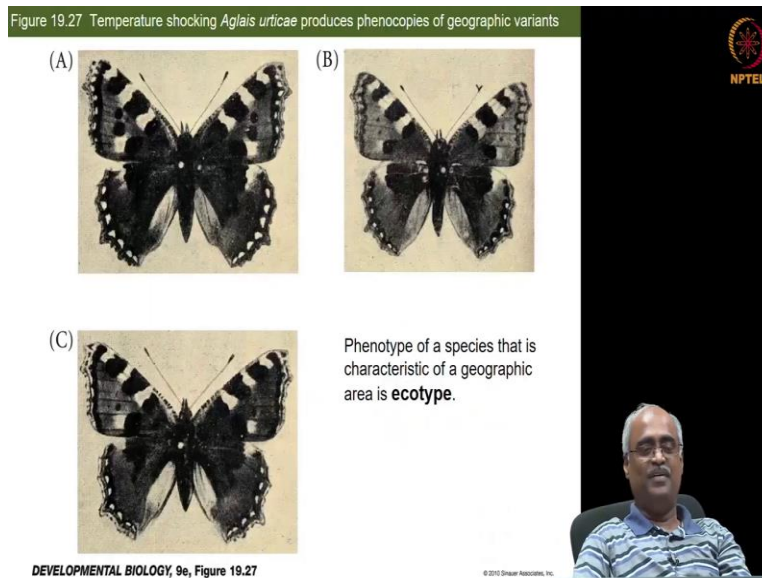 Figure 19.27 Temperature shocking Aglais urticae produces phenocopies of geographic variants
NPTEL
(A)
(B)
(C)
Phenotype of a species that is
characteristic of a geographic
area is ecotype.
DEVELOPMENTAL BIOLOGY, 9e, Figure 19.27
© 2010 Sinauer Associates, Inc.